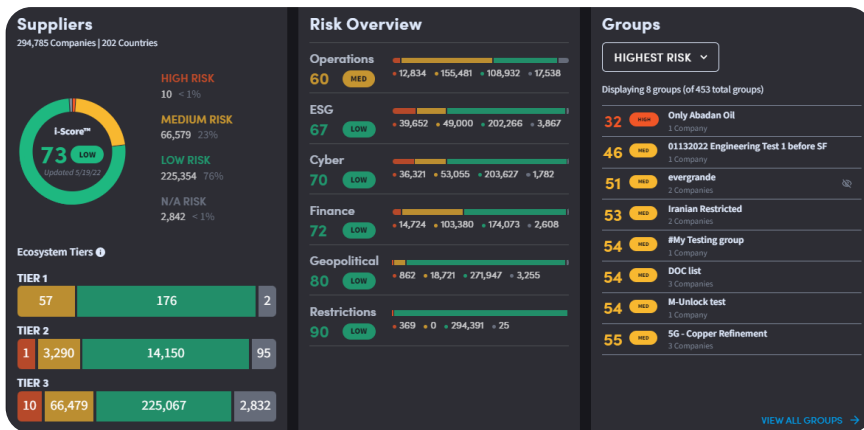 Suppliers
294,785 Companies | 202 Countries
i-Score™
73 LOW
Updated 5/19/22
HIGH RISK
10 <1%
MEDIUM RISK
66,579 23%
LOW RISK
225,354 76%
N/A RISK
2,842 <1%
Ecosystem Tiers
TIER 1
57 176 2
TIER 2
1 3,290 14,150 95
TIER 3
10 66,479 225,067 2,832
Risk Overview
Operations
60 MED
12,834 155,481 108,932 17,538
ESG
67 LOW
39,652 49,000 202,266 3,867
Cyber
70 LOW
36,321 53,055 203,627 1,782
Finance
72 LOW
14,724 103,380 174,073 2,608
Geopolitical
80 LOW
862 18,721 271,947 3,255
Restrictions
90 LOW
369 0 294,391 25
Groups
HIGHEST RISK
Displaying 8 groups (of 453 total groups)
32 HIGH Only Abadan Oil
1 Company
46 MED 01132022 Engineering Test 1 before SF
1 Company
51 MED evergrande
2 Companies
53 MED Iranian Restricted
2 Companies
54 MED #My Testing group
1 Company
54 MED DOC list
3 Companies
54 MED M-Unlock test
1 Company
55 MED 5G - Copper Refinement
3 Companies
VIEW ALL GROUPS →